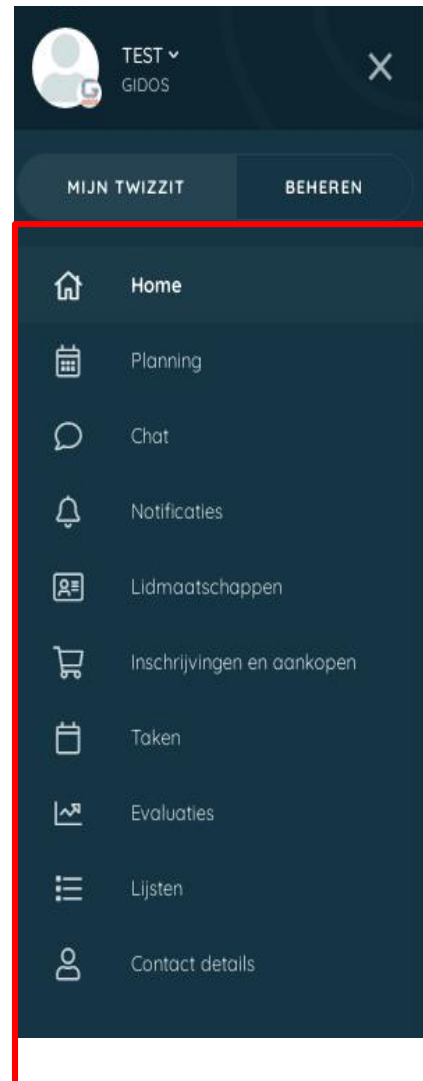 TEST
GIDOS
MIJN TWIZZIT
BEHEREN
Home
Planning
Chat
Notificaties
Lidmaatschappen
Inschrijvingen en aankopen
Taken
Evaluaties
Lijsten
Contact details